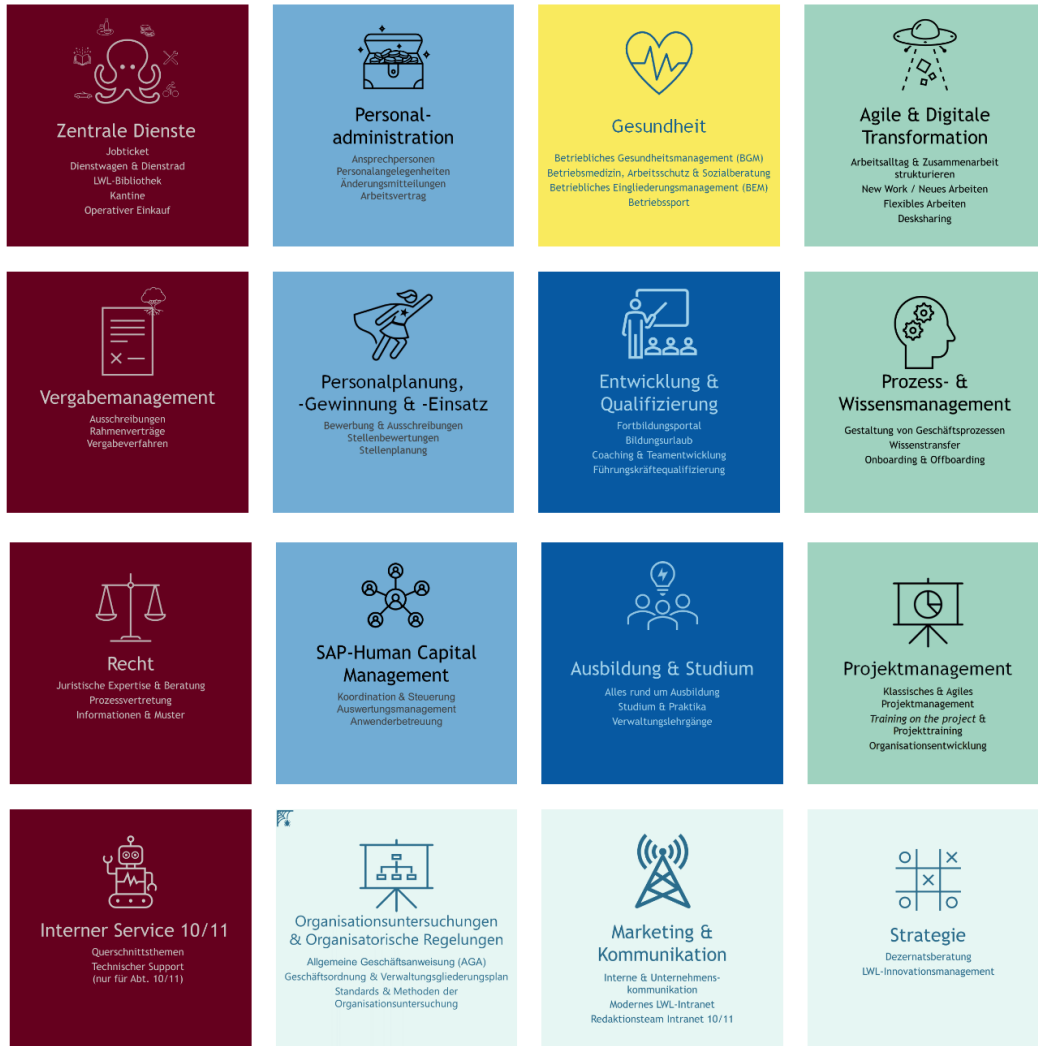 Zentrale Dienste
Jobticket
Dienstwagen & Dienstrad
LWL-Bibliothek
Kantine
Operativer Einkauf
Personal-
administration
Ansprechpersonen
Personalangelegenheiten
Änderungsmitteilungen
Arbeitsvertrag
Gesundheit
Betriebliches Gesundheitsmanagement (BGM)
Betriebsmedizin, Arbeitsschutz & Sozialberatung
Betriebliches Eingliederungsmanagement (BEM)
Betriebssport
Agile & Digitale
Transformation
Arbeitsalltag & Zusammenarbeit
strukturieren
New Work / Neues Arbeiten
Flexibles Arbeiten
Desksharing
Vergabemanagement
Ausschreibungen
Rahmenverträge
Vergabeverfahren
Personalplanung,
-Gewinnung & -Einsatz
Bewerbung & Ausschreibungen
Stellenbewertungen
Stellenplanung
Entwicklung &
Qualifizierung
Fortbildungsportal
Bildungsurlaub
Coaching & Teamentwicklung
Führungskräftequalifizierung
Prozess- &
Wissensmanagement
Gestaltung von Geschäftsprozessen
Wissenstransfer
Onboarding & Offboarding
Recht
Juristische Expertise & Beratung
Prozessvertretung
Informationen & Muster
SAP-Human Capital
Management
Koordination & Steuerung
Auswertungsmanagement
Anwenderbetreuung
Ausbildung & Studium
Alles rund um Ausbildung
Studium & Praktika
Verwaltungslehrgänge
Projektmanagement
Klassisches & Agiles
Projektmanagement
Training on the project &
Projekttraining
Organisationsentwicklung
Interner Service 10/11
Querschnittsthemen
Technischer Support
(nur für Abt. 10/11)
Organisationsuntersuchungen
& Organisatorische Regelungen
Allgemeine Geschäftsanweisung (AGA)
Geschäftsordnung & Verwaltungsgliederungsplan
Standards & Methoden der
Organisationsuntersuchung
Marketing &
Kommunikation
Interne & Unternehmens-
kommunikation
Modernes LWL-Intranet
Redaktionsteam Intranet 10/11
Strategie
Dezernatsberatung
LWL-Innovationsmanagement